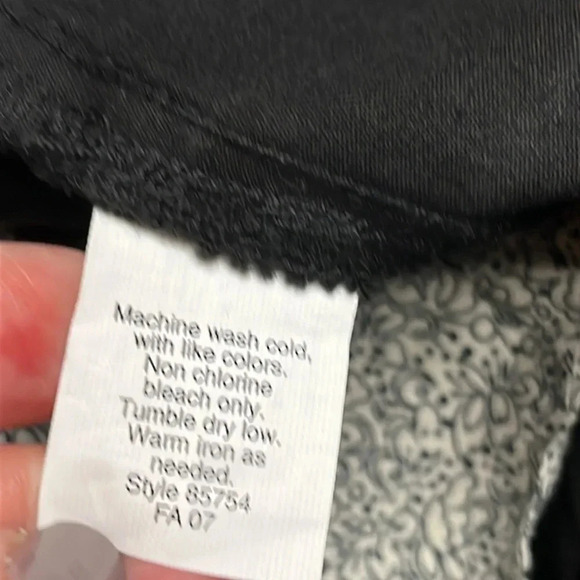 Machine wash cold,
with like colors.
Non chlorine
bleach only.
Tumble dry low.
Warm iron as
needed.
Style 85754
FA 07